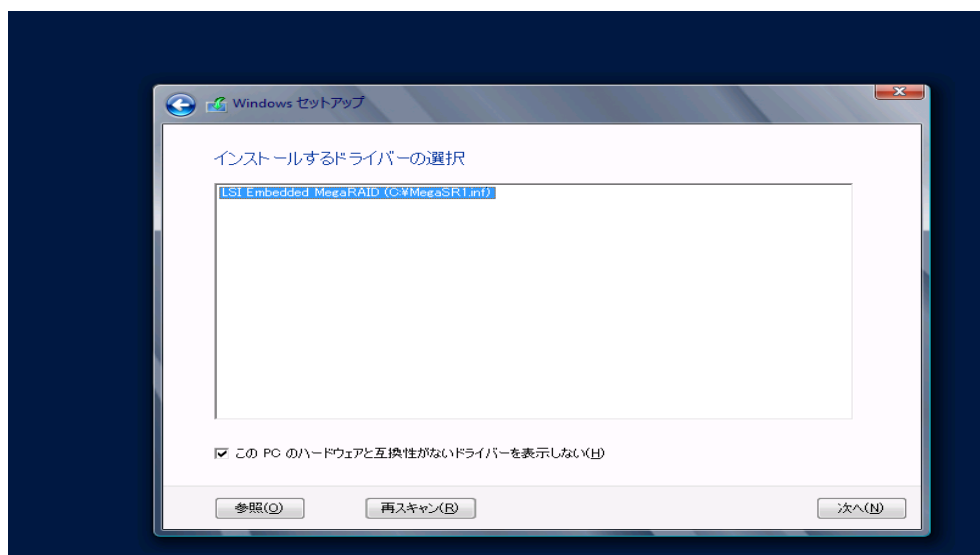 Windows セットアップ
インストールするドライバーの選択
LSI Embedded MegaRAID (C:¥MegaSR1.inf)
この PC のハードウェアと互換性がないドライバーを表示しない(H)
参照(O) 再スキャン(R) 次へ(N)